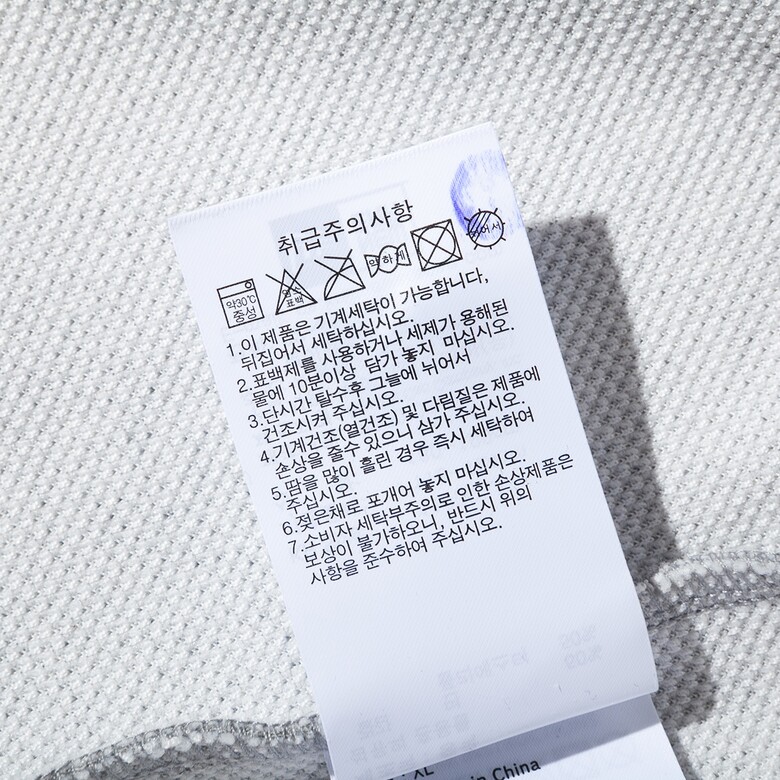 취급주의사항
약30℃
중성
염소
표백
약하게
뉘어서
1.이 제품은 기계세탁이 가능합니다,
뒤집어서 세탁하십시오.
2.표백제를 사용하거나 세제가 용해된
물에 10분이상 담가 놓지 마십시오.
3.단시간 탈수후 그늘에 뉘어서
건조시켜 주십시오.
4.기계건조(열건조) 및 다림질은 제품에
손상을 줄수 있으니 삼가 주십시오.
5.땀을 많이 흘린 경우 즉시 세탁하여
주십시오.
6.젖은채로 포개어 놓지 마십시오.
7.소비자 세탁부주의로 인한 손상제품은
보상이 불가하오니, 반드시 위의
사항을 준수하여 주십시오.
XL
in China